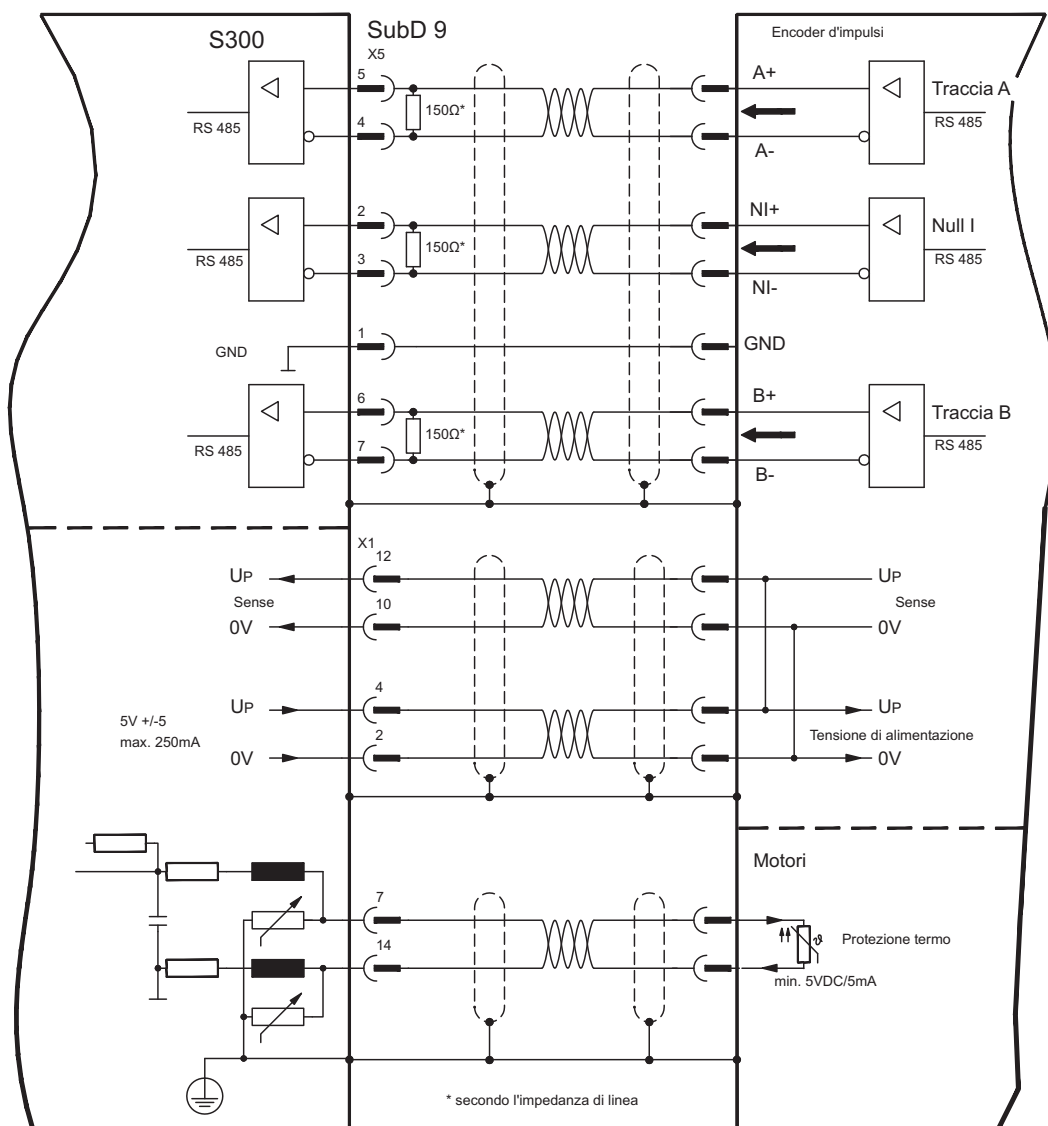 S300
SubD 9
X5
Encoder d'impulsi
5
A+
Traccia A
150Ω*
RS 485
RS 485
4
A-
2
NI+
Null I
150Ω*
RS 485
RS 485
3
NI-
1
GND
GND
6
B+
Traccia B
150Ω*
RS 485
RS 485
7
B-
X1
12
UP
UP
Sense
Sense
10
0V
0V
4
UP
UP
5V +/-5
max. 250mA
Tensione di alimentazione
2
0V
0V
Motori
7
14
ϑ
Protezione termo
min. 5VDC/5mA
* secondo l'impedanza di linea